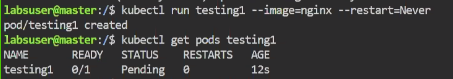 labsuser@master:/$ kubectl run testing1 --image=nginx --restart=Never
pod/testing1 created
labsuser@master:/$ kubectl get pods testing1
NAME READY STATUS RESTARTS AGE
testing1 0/1 Pending 0 12s